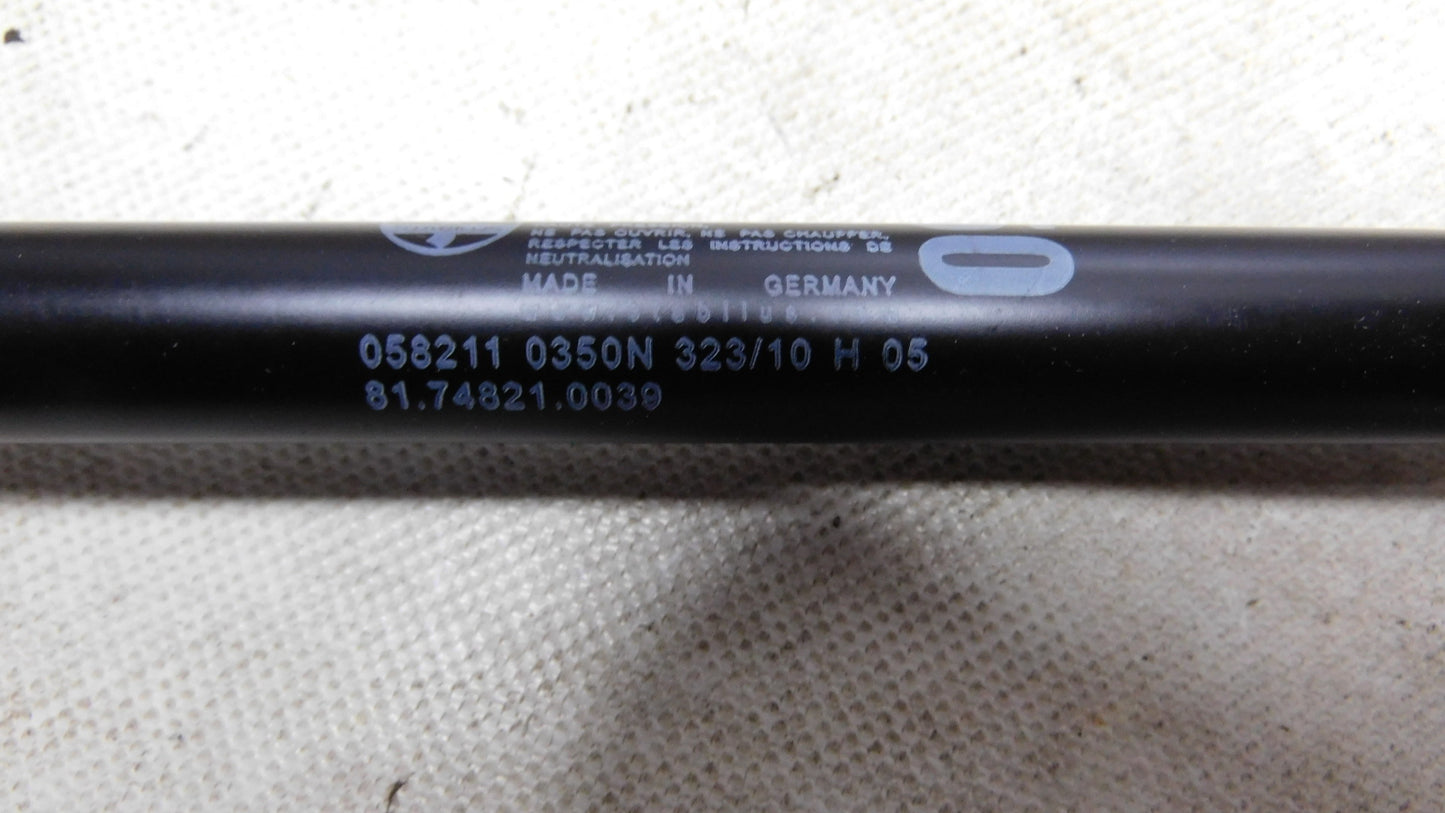 NE PAS OUVRIR, NE PAS CHAUFFER,
RESPECTER LES INSTRUCTIONS DE
NEUTRALISATION
MADE IN GERMANY
058211 0350N 323/10 H 05
81.74821.0039